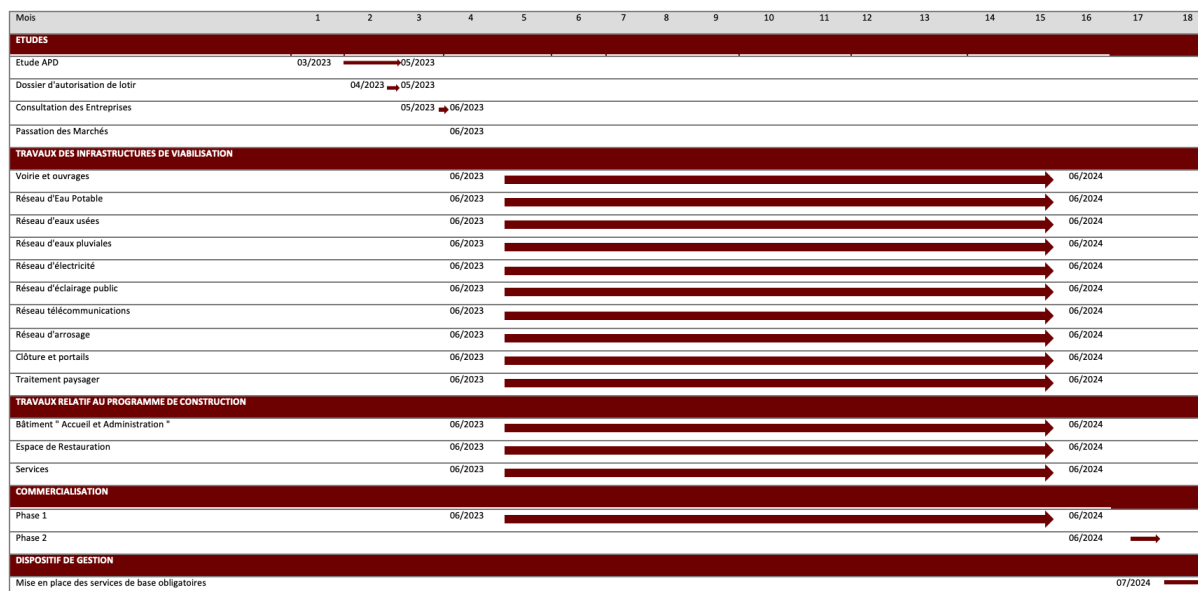 Mois 1 2 3 4 5 6 7 8 9 10 11 12 13 14 15 16 17 18
ETUDES
Etude APD 03/2023 05/2023
Dossier d'autorisation de lotir 04/2023 05/2023
Consultation des Entreprises 05/2023 06/2023
Passation des Marchés 06/2023
TRAVAUX DES INFRASTRUCTURES DE VIABILISATION
Voirie et ouvrages 06/2023 06/2024
Réseau d'Eau Potable 06/2023 06/2024
Réseau d'eaux usées 06/2023 06/2024
Réseau d'eaux pluviales 06/2023 06/2024
Réseau d'électricité 06/2023 06/2024
Réseau d'éclairage public 06/2023 06/2024
Réseau télécommunications 06/2023 06/2024
Réseau d'arrosage 06/2023 06/2024
Clôture et portails 06/2023 06/2024
Traitement paysager 06/2023 06/2024
TRAVAUX RELATIF AU PROGRAMME DE CONSTRUCTION
Bâtiment " Accueil et Administration " 06/2023 06/2024
Espace de Restauration 06/2023 06/2024
Services 06/2023 06/2024
COMMERCIALISATION
Phase 1 06/2023 06/2024
Phase 2 06/2024
DISPOSITIF DE GESTION
Mise en place des services de base obligatoires 07/2024